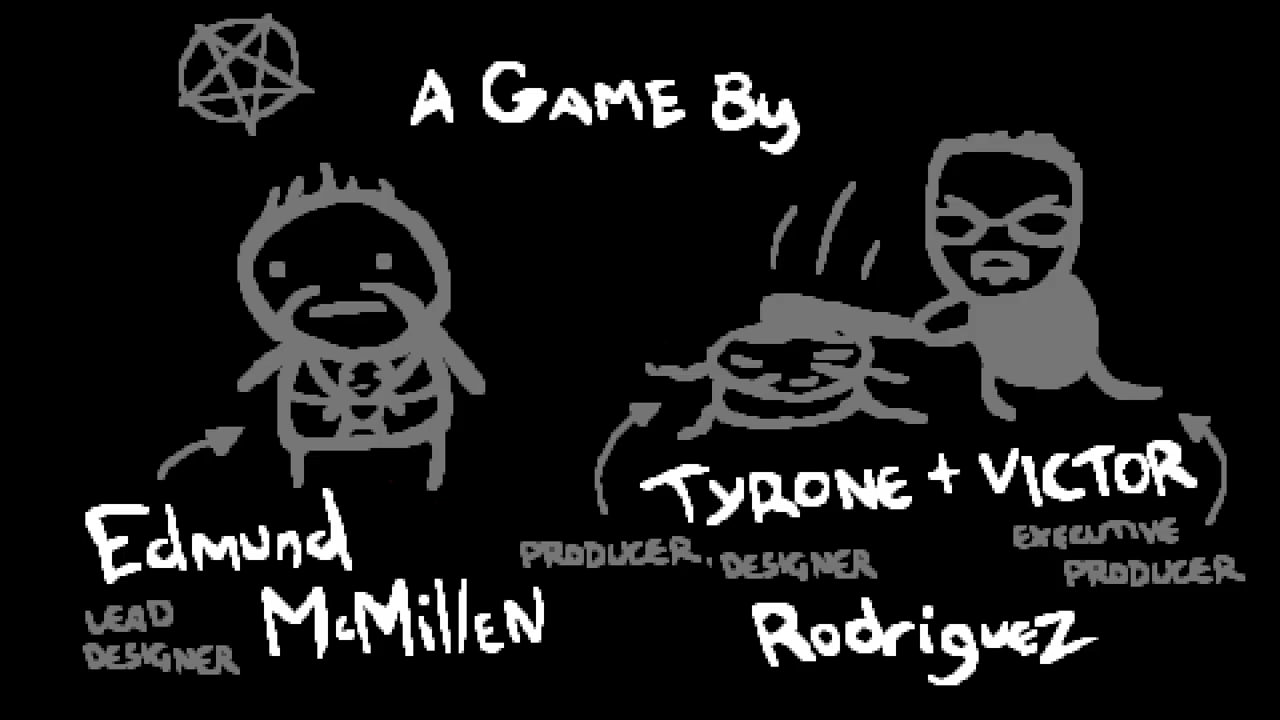 A Game By
Edmund
McMillen
LEAD
DESIGNER
TYRONE + VICTOR
PRODUCER, DESIGNER
EXECUTIVE
PRODUCER
Rodriguez